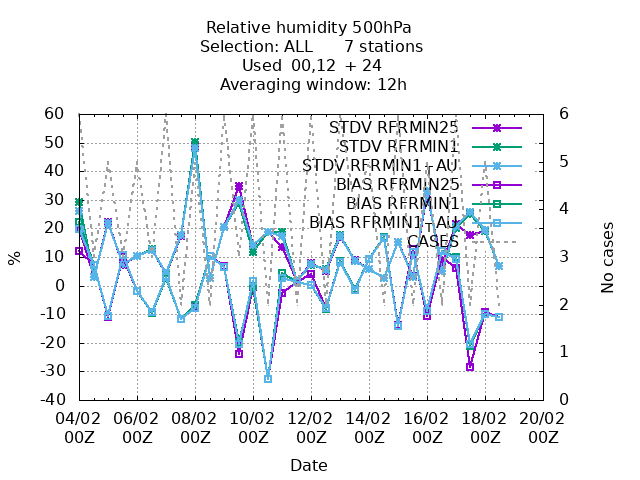 Relative humidity 500hPa
Selection: ALL 7 stations
Used 00,12 + 24
Averaging window: 12h
STDV RFRMIN25
STDV RFRMIN1
STDV RFRMIN1-AU
BIAS RFRMIN25
BIAS RFRMIN1
BIAS RFRMIN1-AU
CASES
%
60
50
40
30
20
10
0
-10
-20
-30
-40
No cases
6
5
4
3
2
1
0
04/02 06/02 08/02 10/02 12/02 14/02 16/02 18/02 20/02
00Z 00Z 00Z 00Z 00Z 00Z 00Z 00Z 00Z
Date